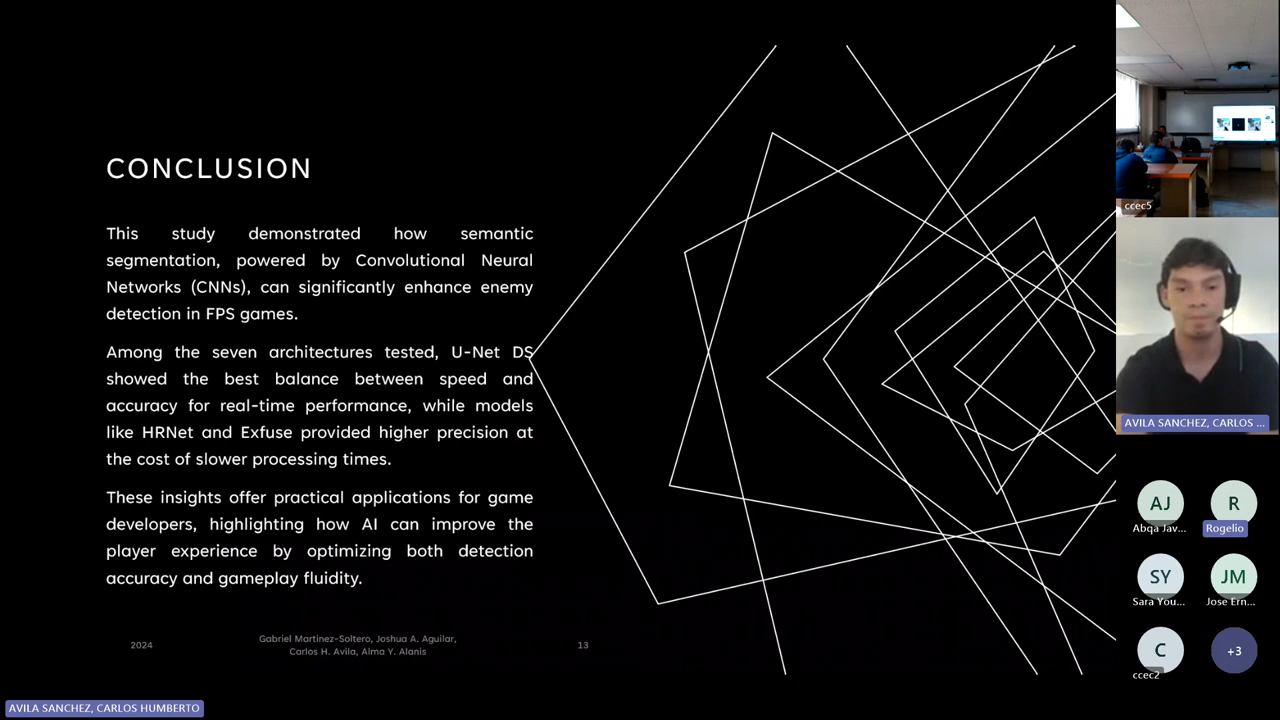 CONCLUSION
This study demonstrated how semantic
segmentation, powered by Convolutional Neural
Networks (CNNs), can significantly enhance enemy
detection in FPS games.
Among the seven architectures tested, U-Net DS
showed the best balance between speed and
accuracy for real-time performance, while models
like HRNet and Exfuse provided higher precision at
the cost of slower processing times.
These insights offer practical applications for game
developers, highlighting how AI can improve the
player experience by optimizing both detection
accuracy and gameplay fluidity.
2024
Gabriel Martinez-Soltero, Joshua A. Aguilar,
Carlos H. Avila, Alma Y. Alanis
13
AVILA SANCHEZ, CARLOS HUMBERTO
ccec5
AVILA SANCHEZ, CARLOS ...
AJ
Abqa Jav...
R
Rogelio
SY
Sara You...
JM
Jose Ern...
C
ccec2
+3